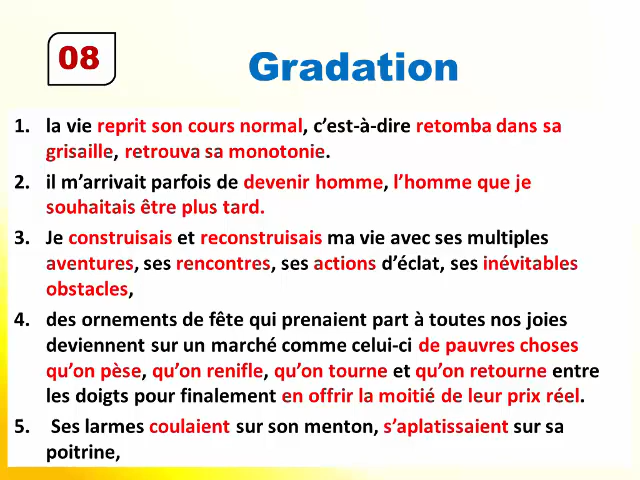 08
Gradation
1. la vie reprit son cours normal, c’est-à-dire retomba dans sa
grisaille, retrouva sa monotonie.
2. il m’arrivait parfois de devenir homme, l’homme que je
souhaitais être plus tard.
3. Je construisais et reconstruisais ma vie avec ses multiples
aventures, ses rencontres, ses actions d’éclat, ses inévitables
obstacles,
4. des ornements de fête qui prenaient part à toutes nos joies
deviennent sur un marché comme celui-ci de pauvres choses
qu’on pèse, qu’on renifle, qu’on tourne et qu’on retourne entre
les doigts pour finalement en offrir la moitié de leur prix réel.
5. Ses larmes coulaient sur son menton, s’aplatissaient sur sa
poitrine,